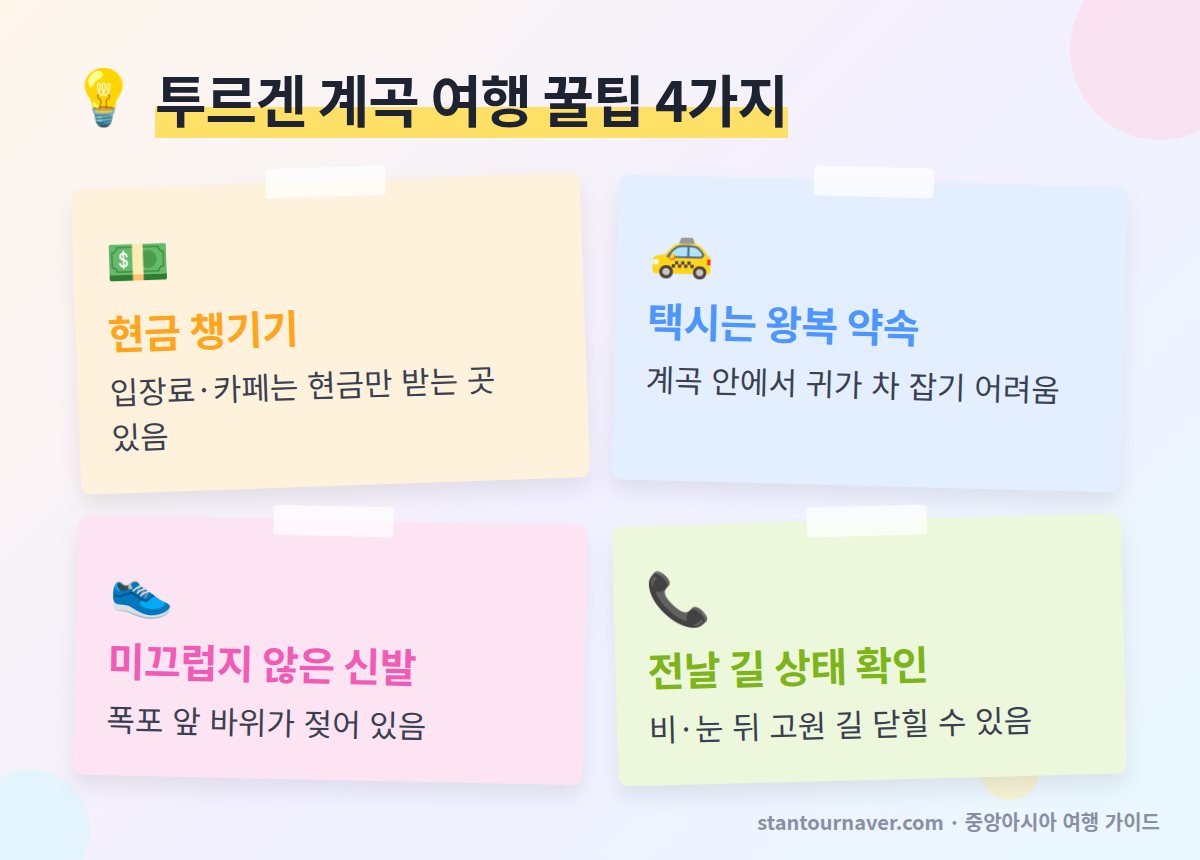 투르겐 계곡 여행 꿀팁 4가지
현금 챙기기
입장료·카페는 현금만 받는 곳
있음
택시는 왕복 약속
계곡 안에서 귀가 차 잡기 어려움
미끄럽지 않은 신발
폭포 앞 바위가 젖어 있음
전날 길 상태 확인
비·눈 뒤 고원 길 닫힐 수 있음
stantournaver.com · 중앙아시아 여행 가이드